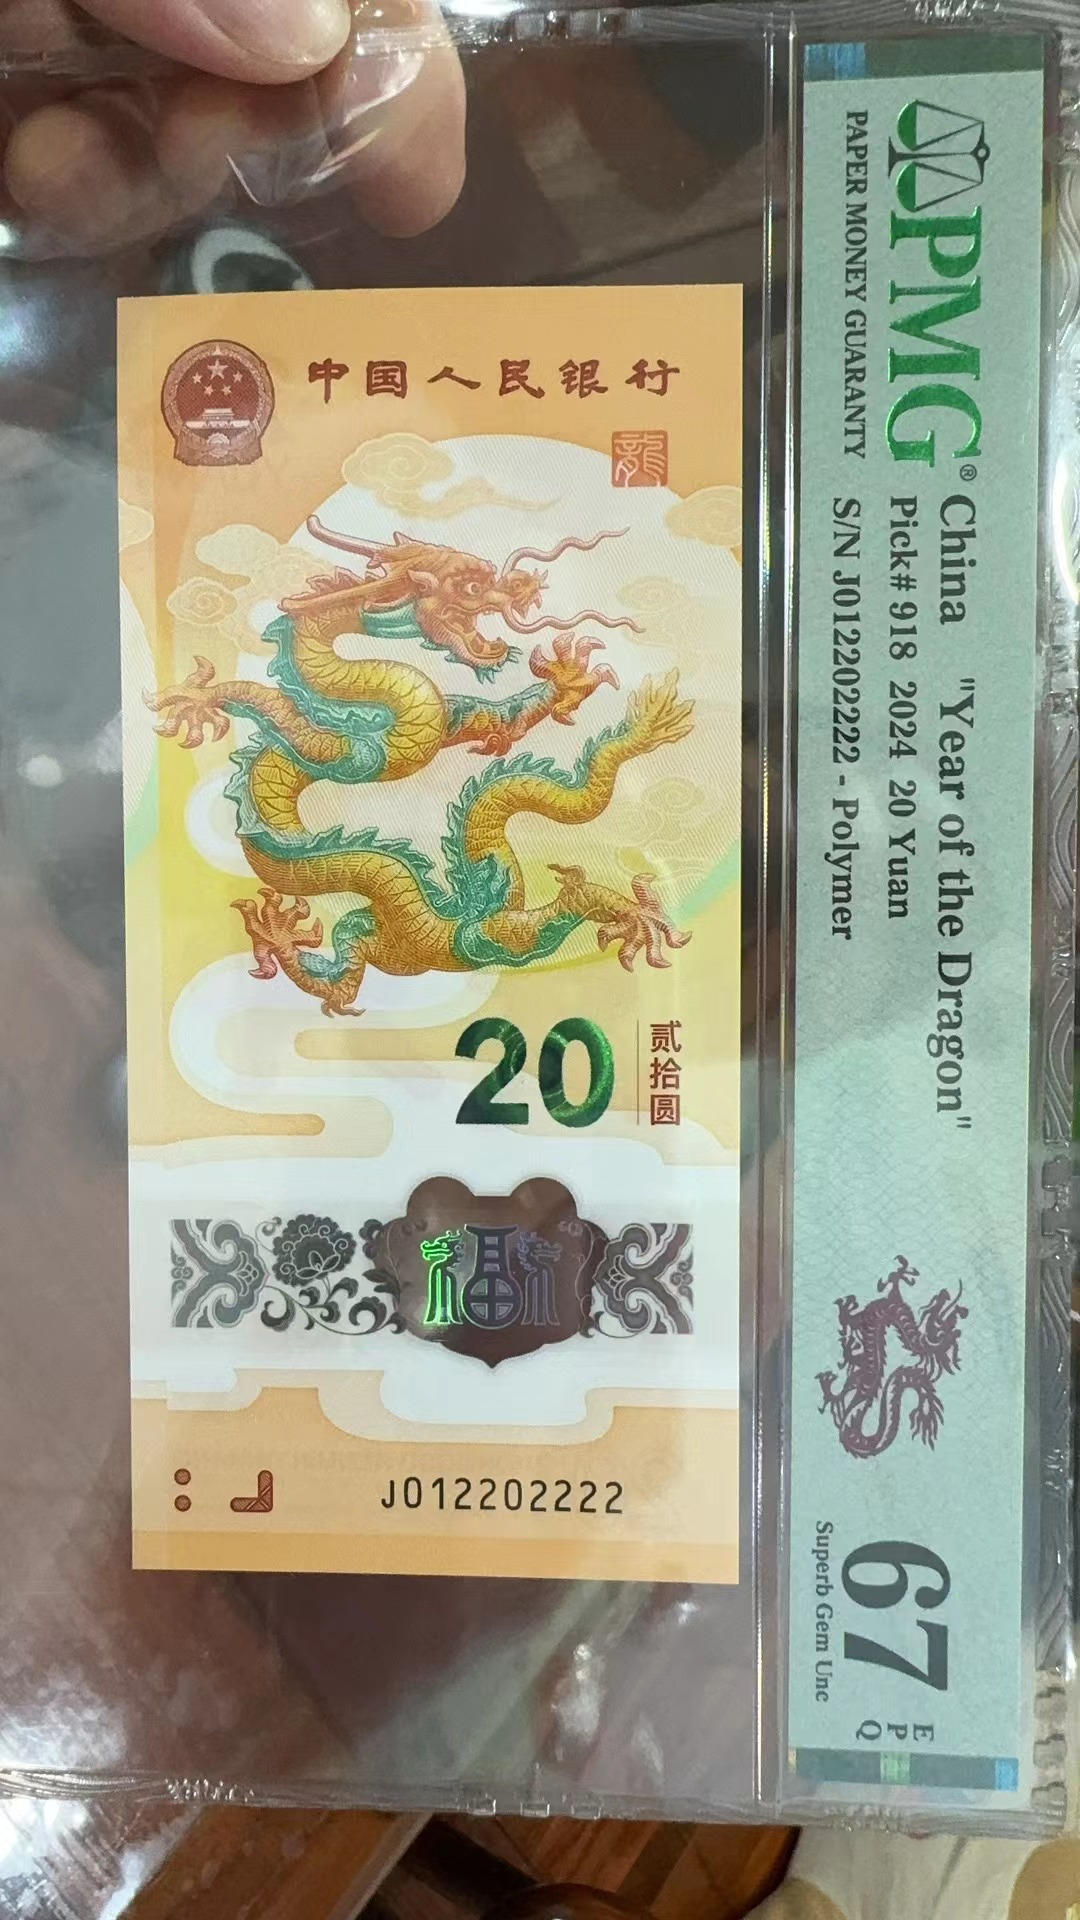 中国人民银行
龍
20
贰拾圆
福
J012202222
PMG®
PAPER MONEY GUARANTY
China "Year of the Dragon"
Pick# 918 2024 20 Yuan
S/N J012202222 - Polymer
67
EPQ
Superb Gem Unc